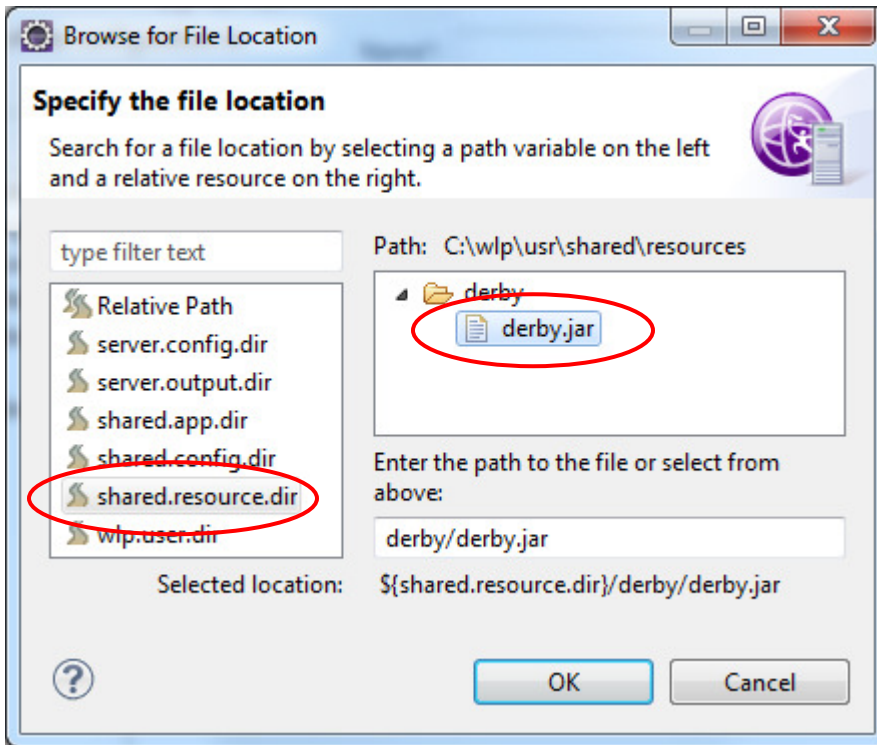 Browse for File Location
Specify the file location
Search for a file location by selecting a path variable on the left
and a relative resource on the right.
type filter text
Relative Path
server.config.dir
server.output.dir
shared.app.dir
shared.config.dir
shared.resource.dir
wlp.user.dir
Path: C:\wlp\usr\shared\resources
derby
derby.jar
Enter the path to the file or select from
above:
derby/derby.jar
Selected location: ${shared.resource.dir}/derby/derby.jar
?
OK Cancel